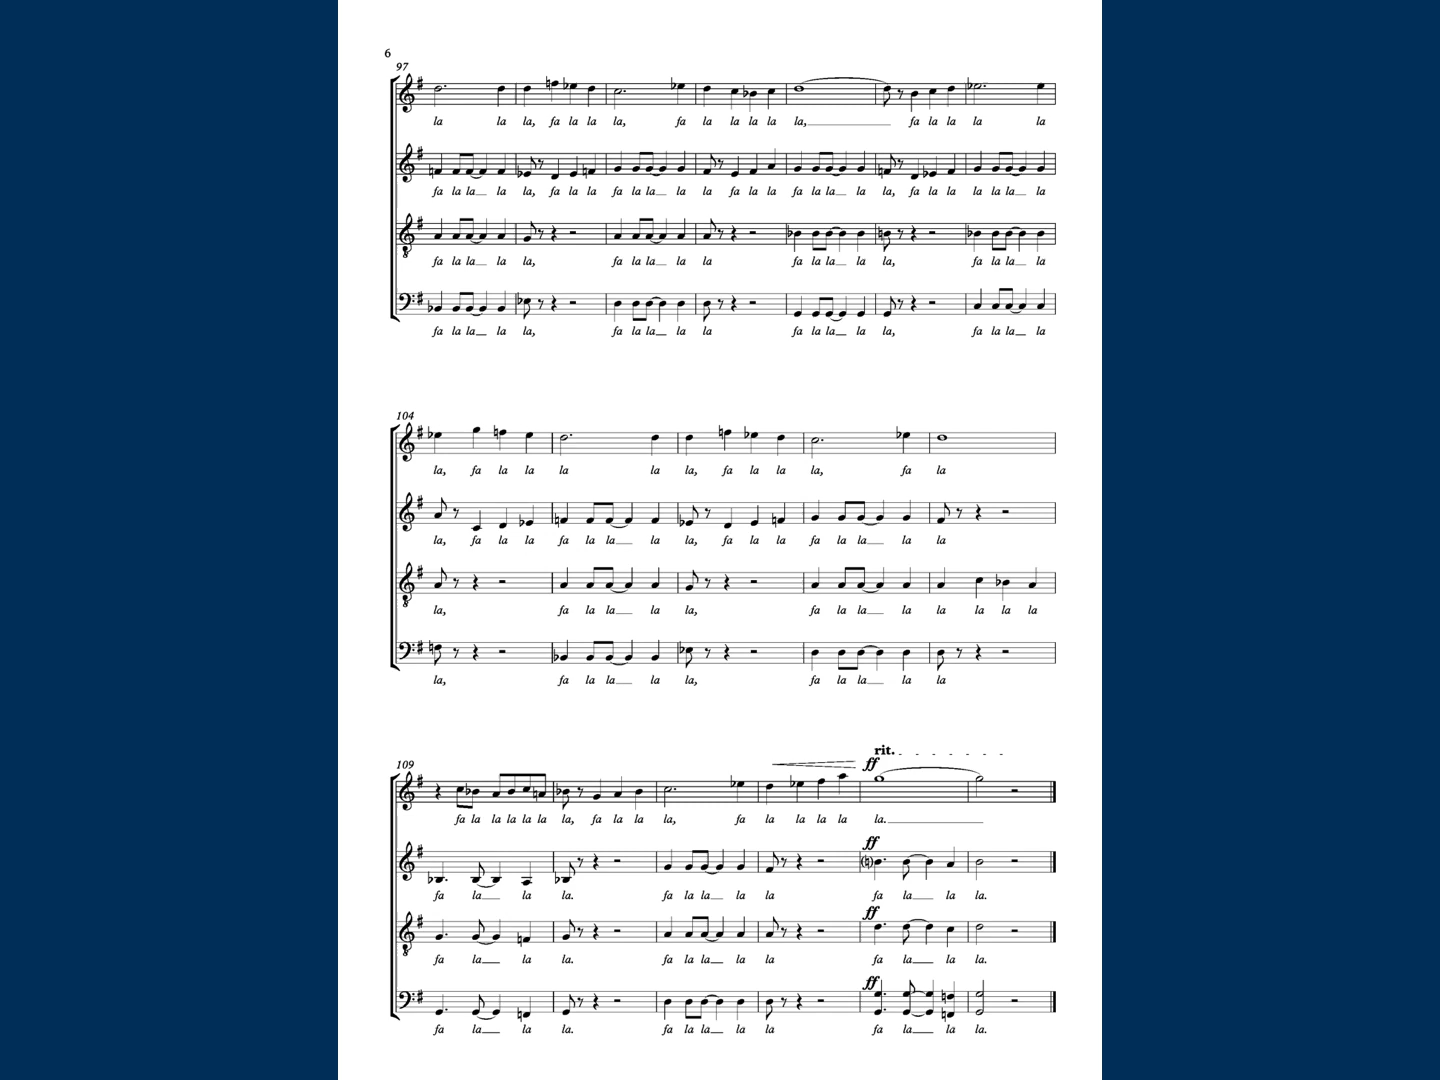 6
97
la la la, fa la la la, fa la la la la la, fa la la la la
fa la la la la, fa la la fa la la la la fa la la fa la la la la, fa la la fa la la la
fa la la la la, fa la la la la fa la la la la, fa la la la
fa la la la la, fa la la la la fa la la la la, fa la la la
104
la, fa la la la la la, fa la la la, fa la
la, fa la la fa la la la la, fa la la fa la la la la
la, fa la la la la, fa la la la la la la la
la, fa la la la la, fa la la la la
109
rit.
ff
fa la la la la la la, fa la la la, fa la la la la la.
ff
fa la la la. fa la la la la fa la la la.
ff
fa la la la. fa la la la la fa la la la.
ff
fa la la la. fa la la la la fa la la la.